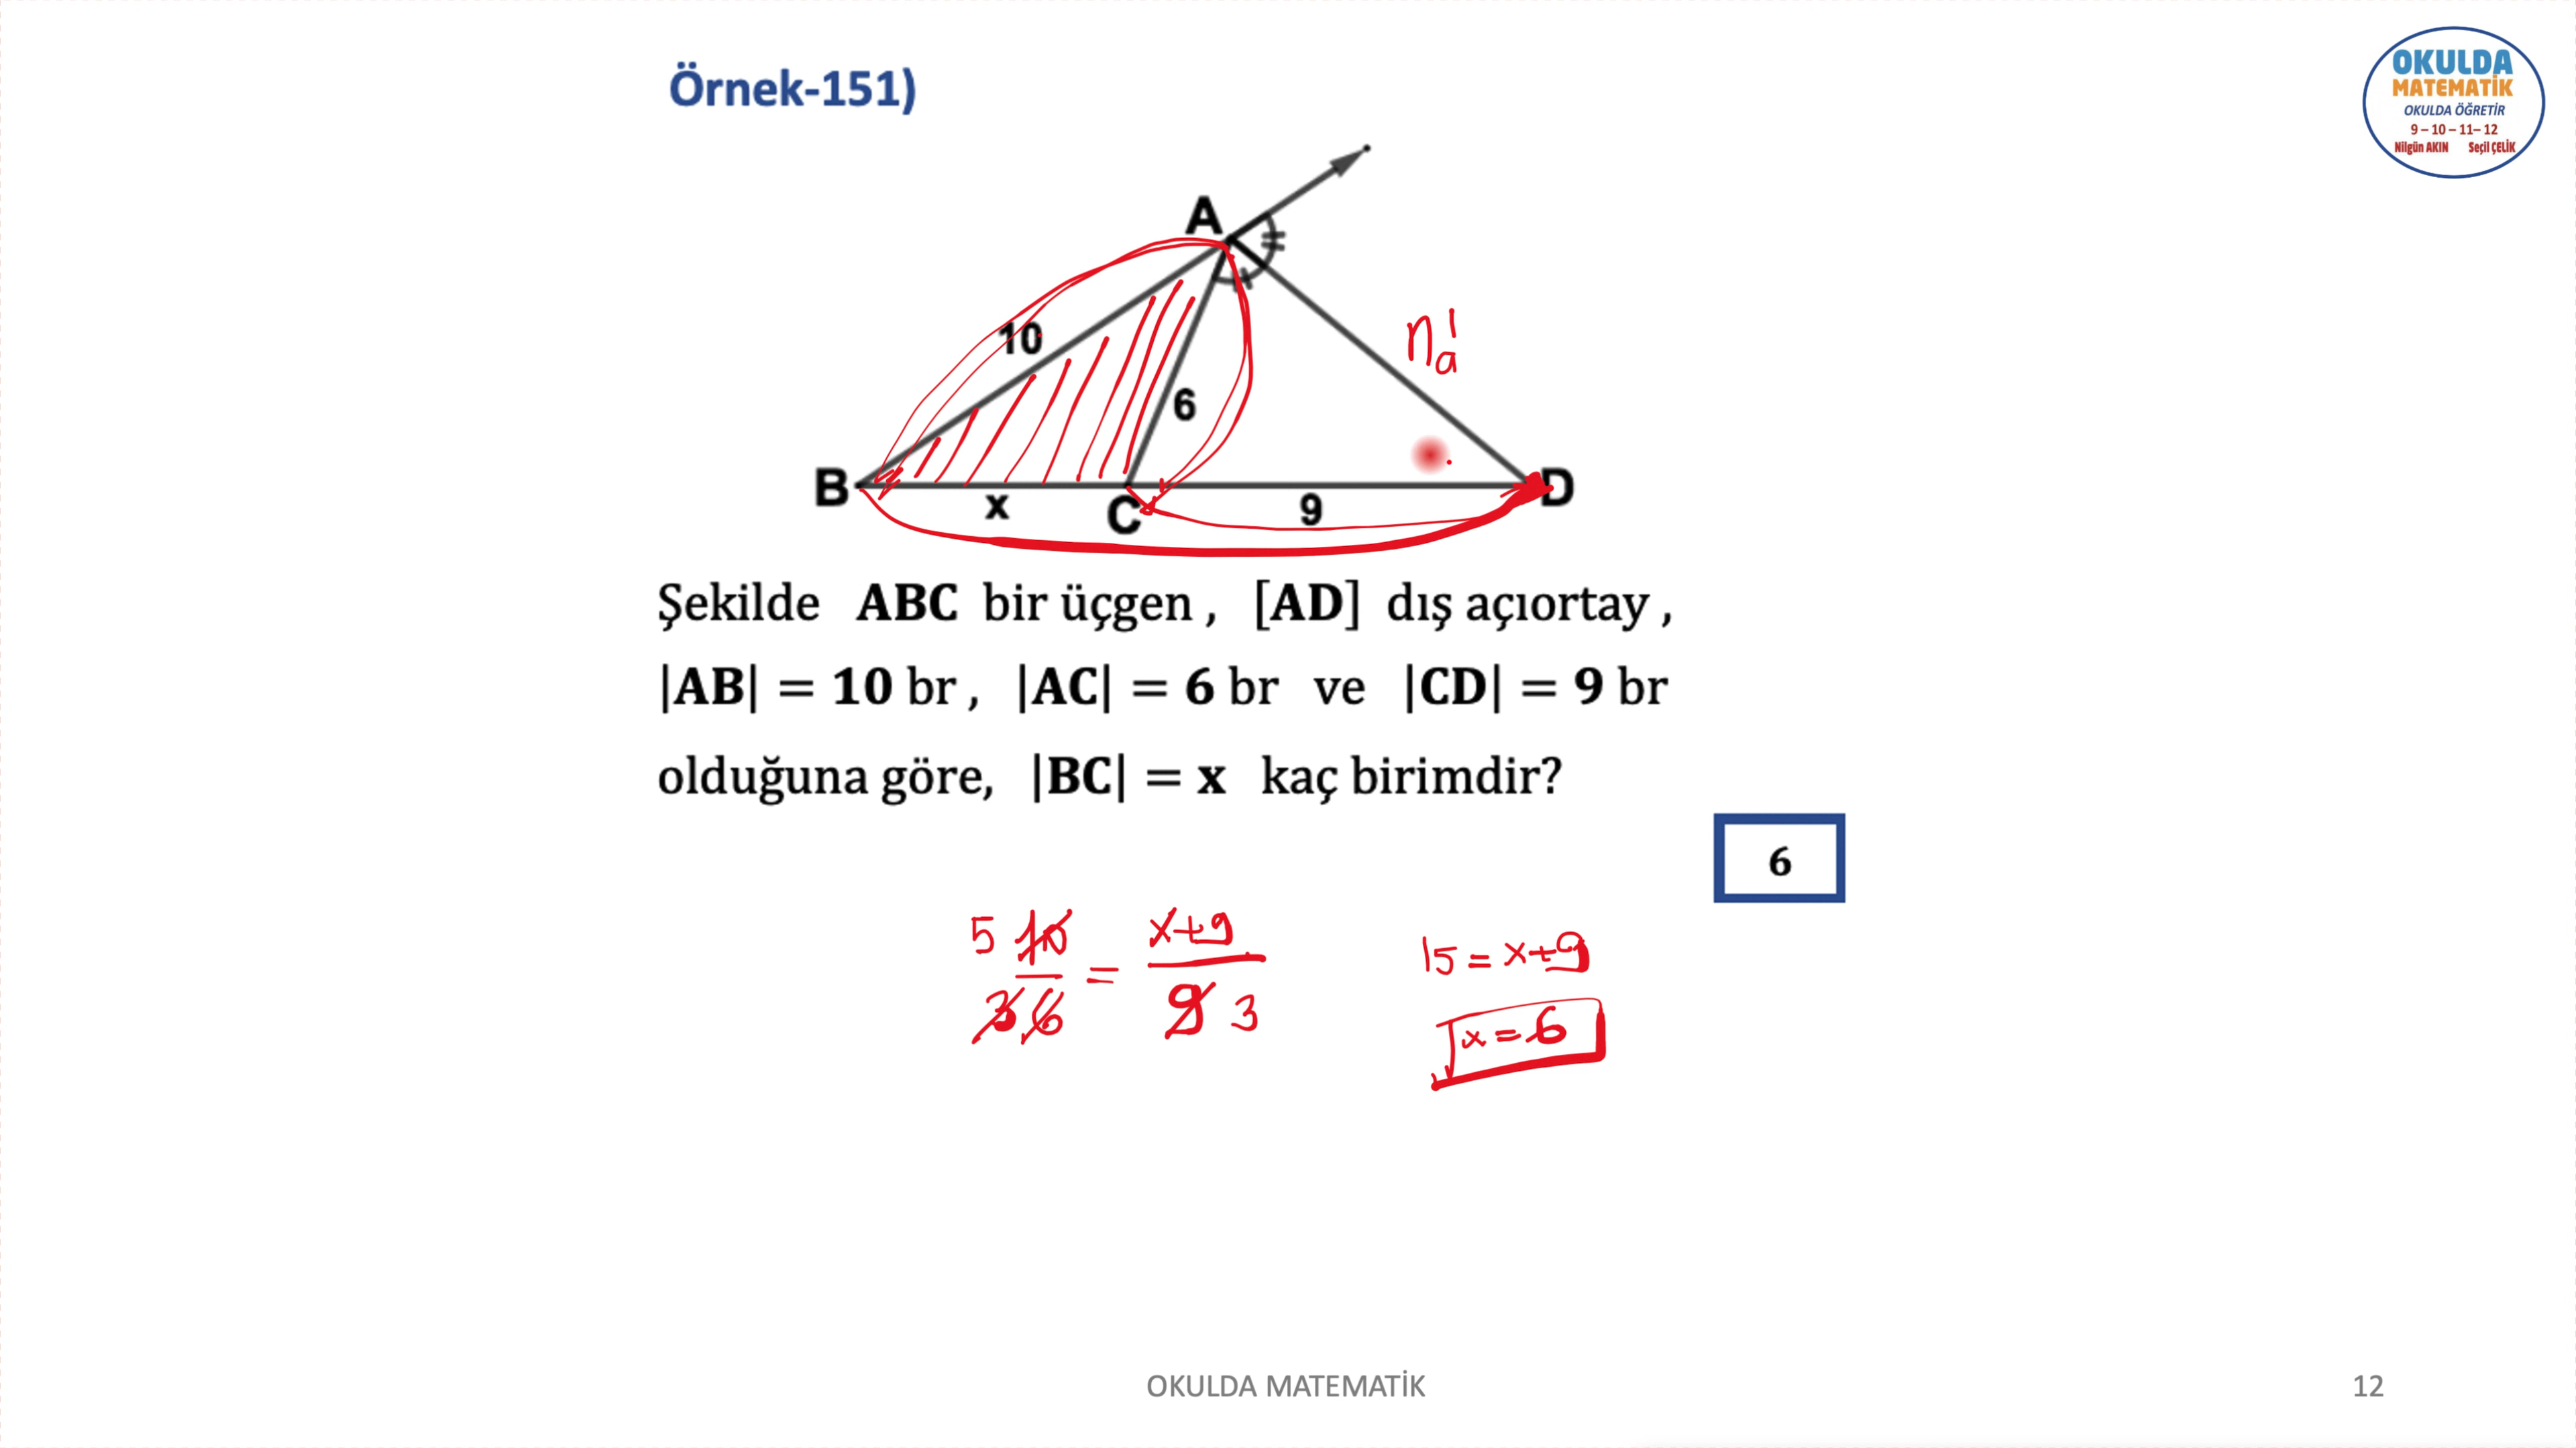 Örnek-151)
OKULDA
MATEMATİK
OKULDA ÖĞRETİR
9 – 10 – 11– 12
Nilgün AKIN Seçil ÇELİK
A
10
6
n'a
B
x
C
9
D
Şekilde ABC bir üçgen , [AD] dış açıortay ,
|AB| = 10 br , |AC| = 6 br ve |CD| = 9 br
olduğuna göre, |BC| = x kaç birimdir?
6
5 10 = x+9
3 6 9 3
15 = x+9
x = 6
OKULDA MATEMATİK
12